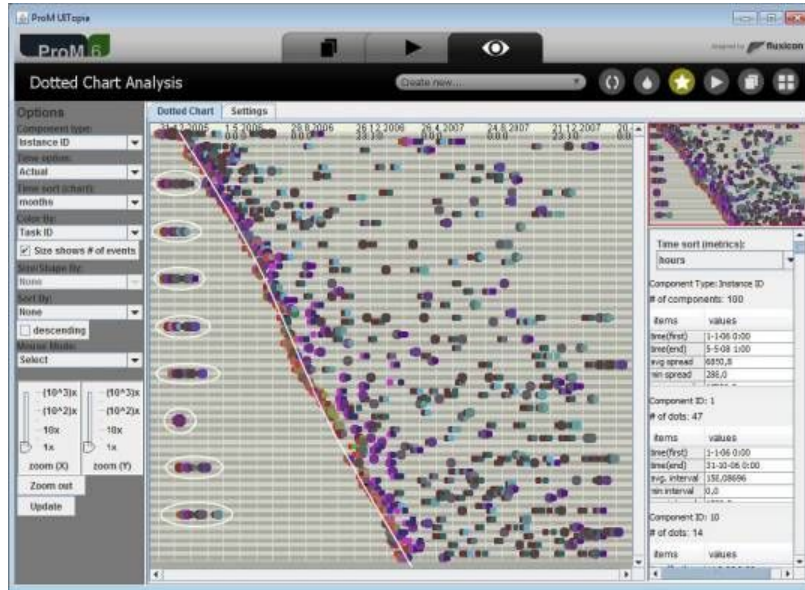 ProM UITopia
ProM 6
fluxicon
Dotted Chart Analysis
Create new...
Options
Component type:
Instance ID
Time option:
Actual
Time sort (chart):
months
Color By:
Task ID
Size shows # of events
Size/Shape By:
None
Sort By:
None
descending
Mouse Mode:
Select
(10^3)x
(10^3)x
(10^2)x
(10^2)x
10x
10x
1x
1x
zoom (X)
zoom (Y)
Zoom out
Update
Dotted Chart
Settings
1.5.2006
26.12.2006
26.4.2007
24.8.2007
21.12.2007
Time sort (metrics):
hours
Component Type: Instance ID
# of components: 100
items values
time(first) 1-1-06 0:00
time(end) 5-5-08 1:00
avg spread 6850,8
min spread 286,0
Component ID: 1
# of dots: 47
items values
time(first) 1-1-06 0:00
time(end) 31-10-06 0:00
avg. interval 156,08696
min interval 0,0
Component ID: 10
# of dots: 14
items values